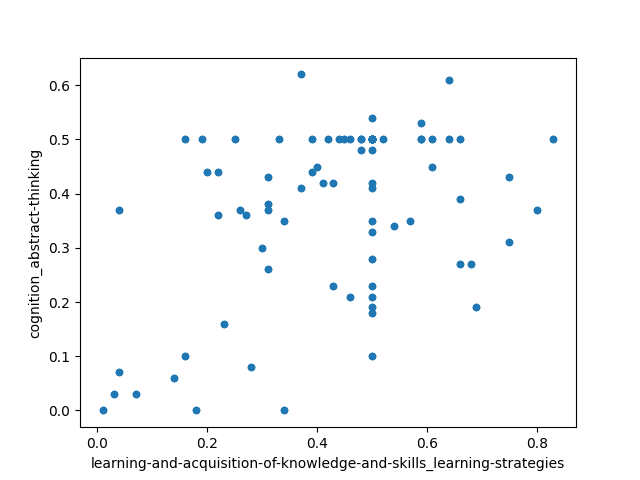 0.6
0.5
0.4
0.3
0.2
0.1
0.0
cognition_abstract-thinking
0.0 0.2 0.4 0.6 0.8
learning-and-acquisition-of-knowledge-and-skills_learning-strategies